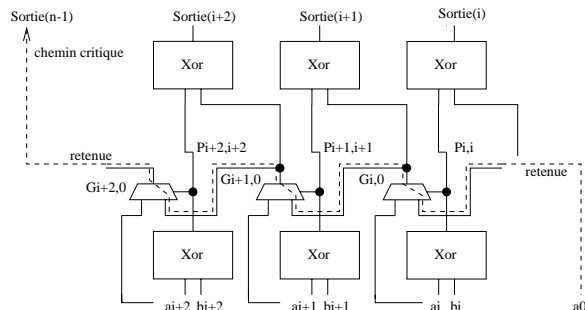 Sortie(n-1) Sortie(i+2) Sortie(i+1) Sortie(i)
chemin critique
Xor Xor Xor
Pi+2,i+2 Pi+1,i+1 Pi,i
retenue retenue
Gi+2,0 Gi+1,0 Gi,0
Xor Xor Xor
ai+2 bi+2 ai+1 bi+1 ai bi a0